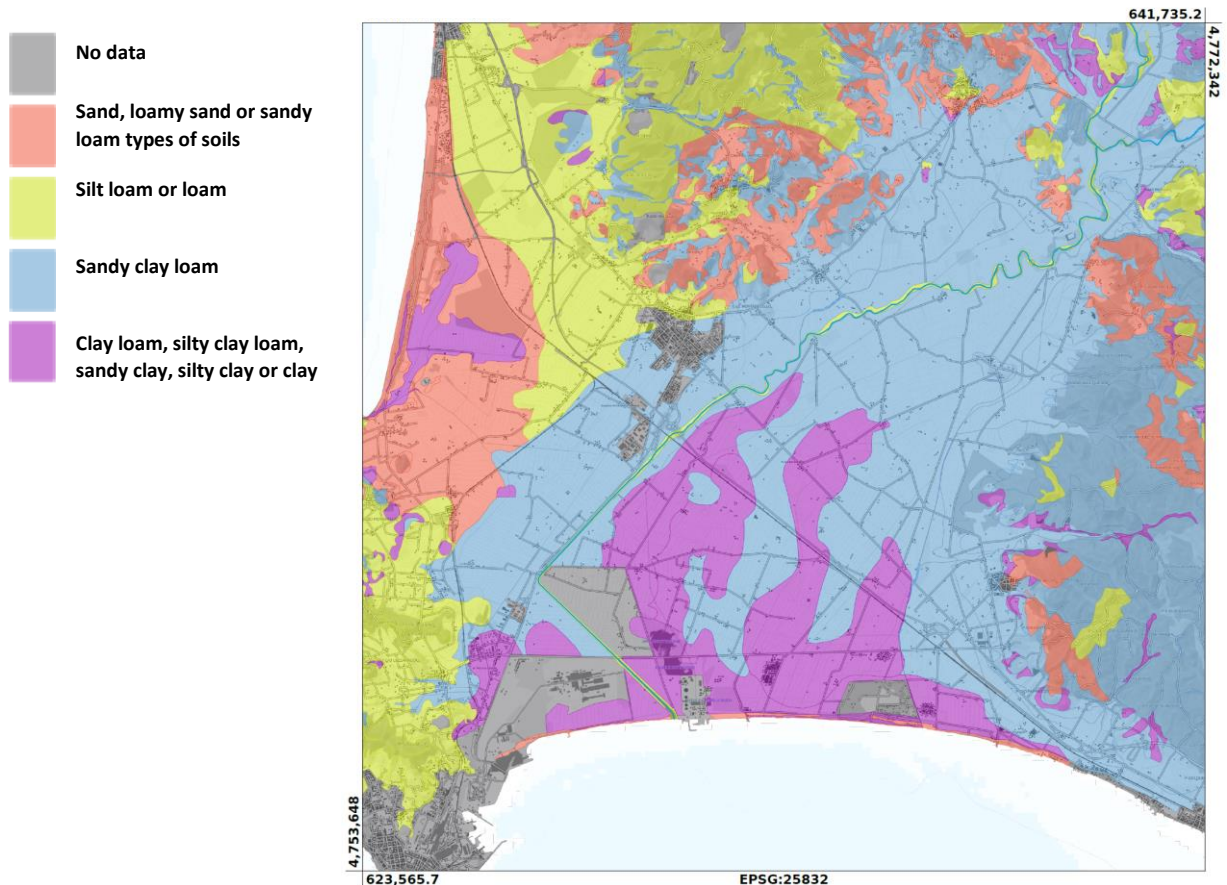 No data
Sand, loamy sand or sandy
loam types of soils
Silt loam or loam
Sandy clay loam
Clay loam, silty clay loam,
sandy clay, silty clay or clay
641,735.2
4,772,342
4,753,648
623,565.7
EPSG:25832